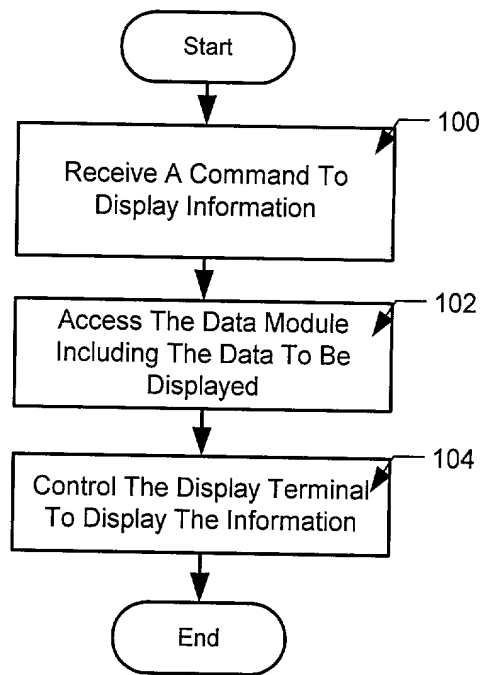 Start
100
Receive A Command To
Display Information
102
Access The Data Module
Including The Data To Be
Displayed
104
Control The Display Terminal
To Display The Information
End